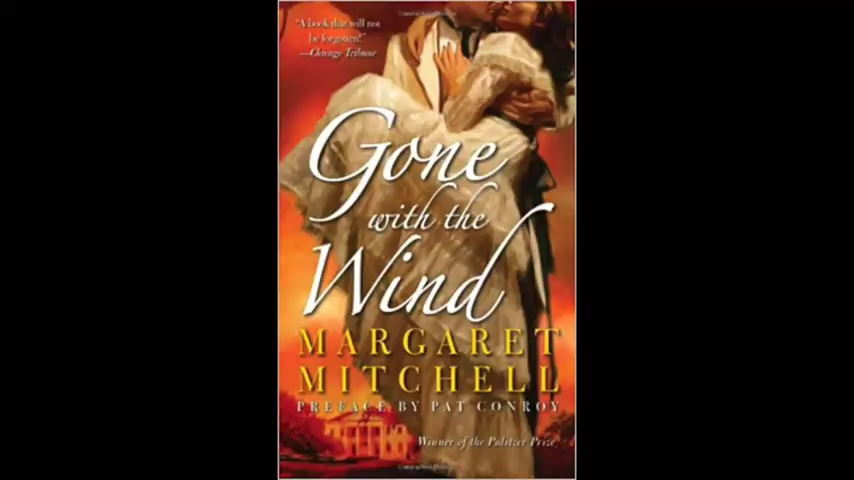 “A book that will not
be forgotten!”
—Chicago Tribune
Gone
with the
Wind
MARGARET
MITCHELL
PREFACE BY PAT CONROY
Winner of the Pulitzer Prize